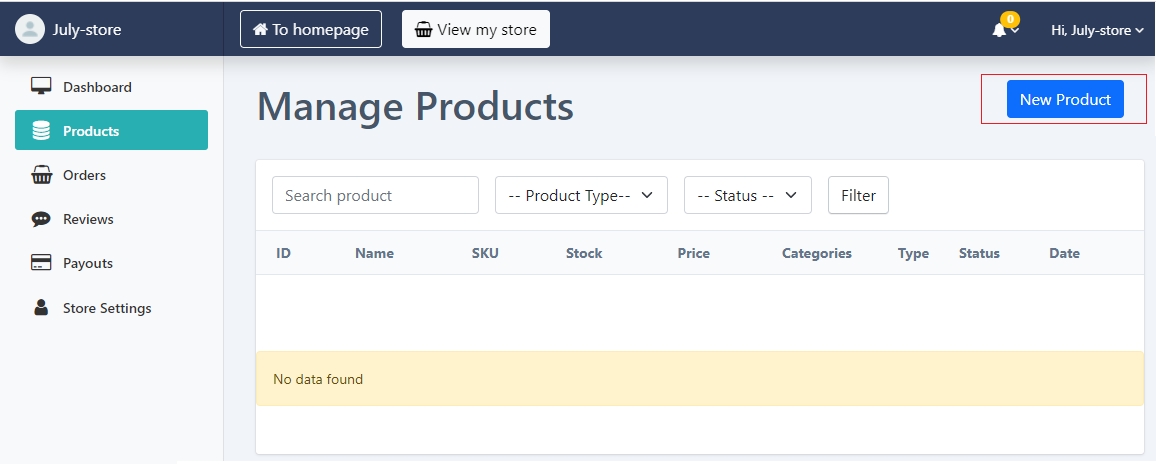 July-store
To homepage
View my store
0
Hi, July-store
Dashboard
Products
Orders
Reviews
Payouts
Store Settings
Manage Products
New Product
Search product
-- Product Type--
-- Status --
Filter
ID Name SKU Stock Price Categories Type Status Date
No data found